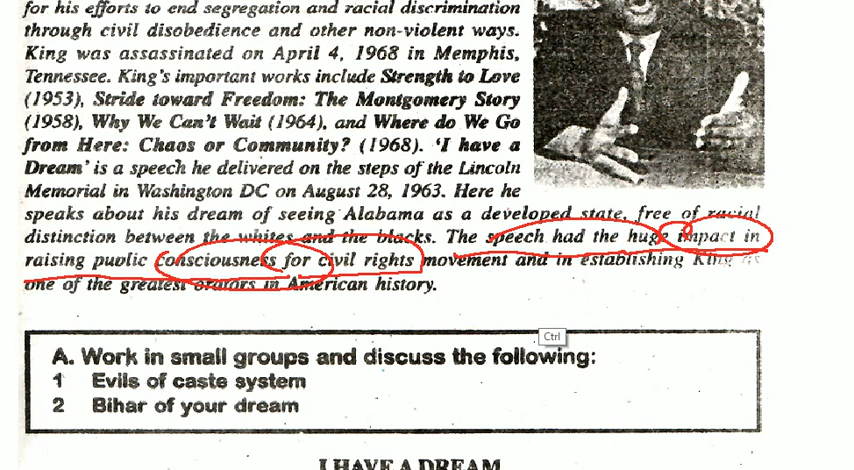 for his efforts to end segregation and racial discrimination
through civil disobedience and other non-violent ways.
King was assassinated on April 4, 1968 in Memphis,
Tennessee. King's important works include Strength to Love
(1953), Stride toward Freedom: The Montgomery Story
(1958), Why We Can't Wait (1964), and Where do We Go
from Here: Chaos or Community? (1968). 'I have a
Dream' is a speech he delivered on the steps of the Lincoln
Memorial in Washington DC on August 28, 1963. Here he
speaks about his dream of seeing Alabama as a developed state, free of racial
distinction between the whites and the blacks. The speech had the huge impact in
raising public consciousness for civil rights movement and in establishing King as
one of the greatest orators in American history.
Ctrl
A. Work in small groups and discuss the following:
1 Evils of caste system
2 Bihar of your dream
I HAVE A DREAM